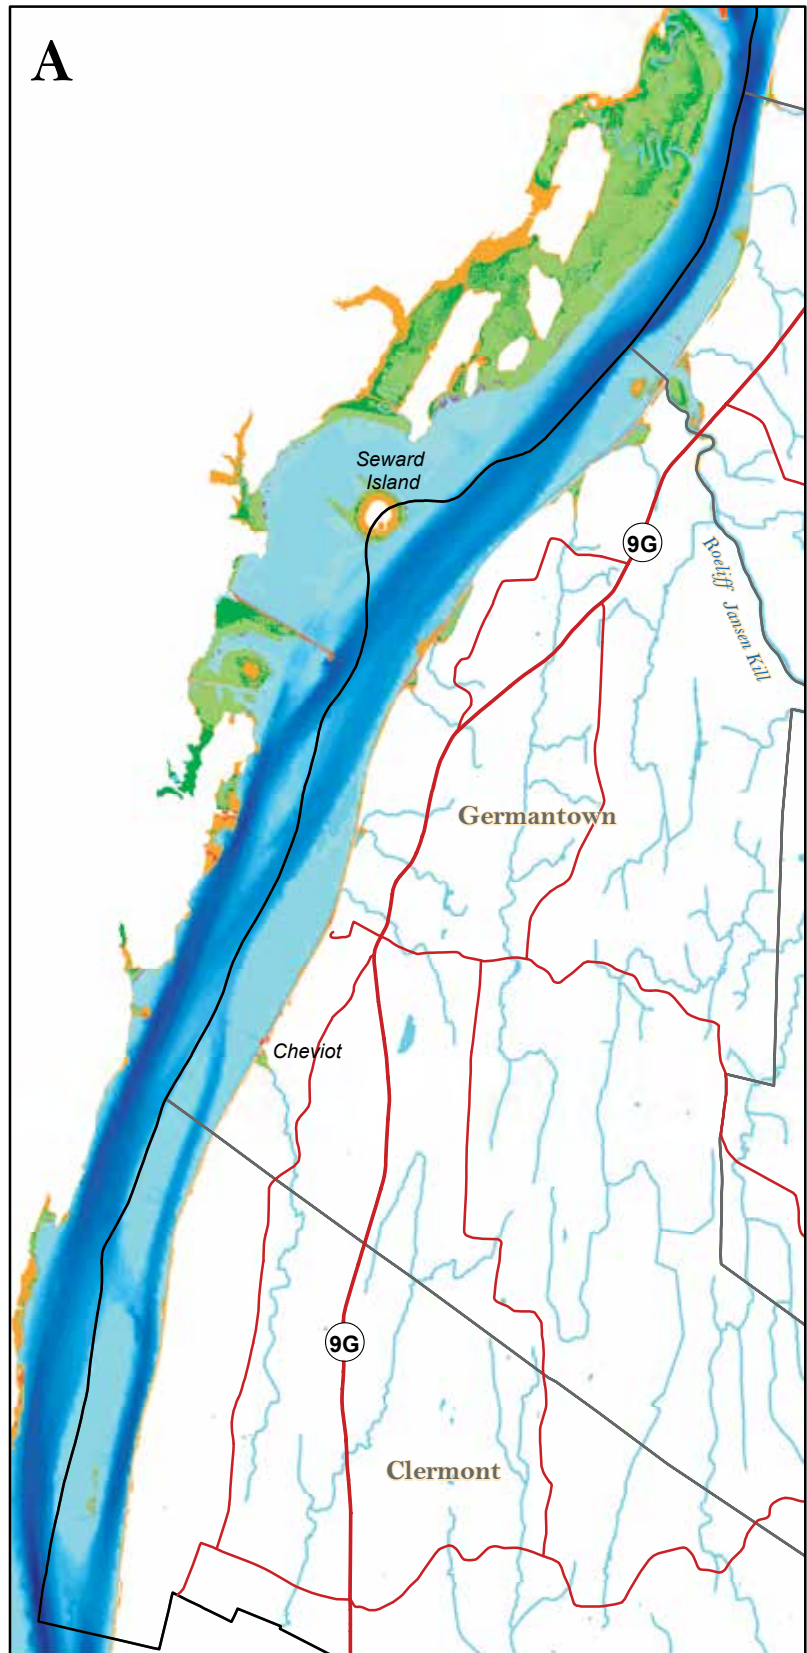 A
Seward
Island
9G
Roeliff Jansen Kill
Germantown
Cheviot
9G
Clermont